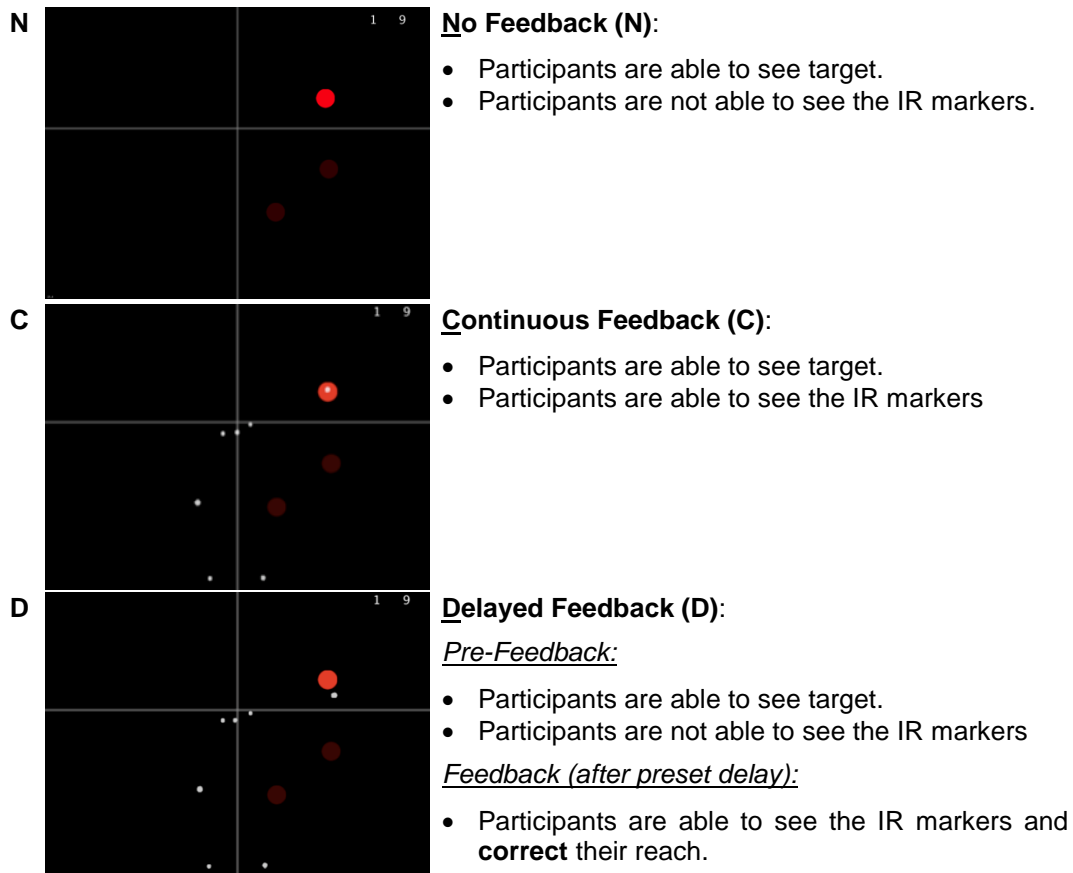 N
1 9
No Feedback (N):
• Participants are able to see target.
• Participants are not able to see the IR markers.
C
1 9
Continuous Feedback (C):
• Participants are able to see target.
• Participants are able to see the IR markers
D
1 9
Delayed Feedback (D):
Pre-Feedback:
• Participants are able to see target.
• Participants are not able to see the IR markers
Feedback (after preset delay):
• Participants are able to see the IR markers and
correct their reach.